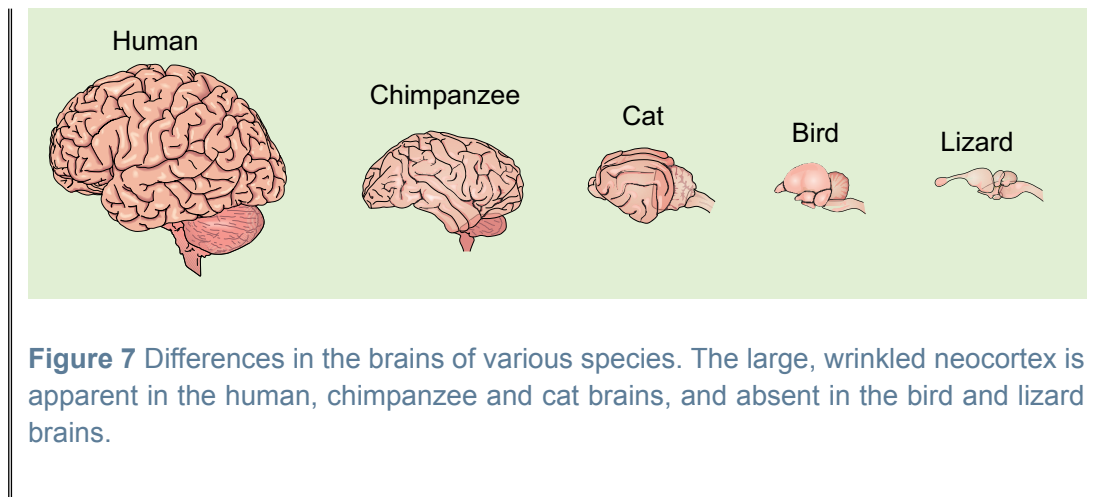 Human
Chimpanzee
Cat
Bird
Lizard
Figure 7 Differences in the brains of various species. The large, wrinkled neocortex is
apparent in the human, chimpanzee and cat brains, and absent in the bird and lizard
brains.